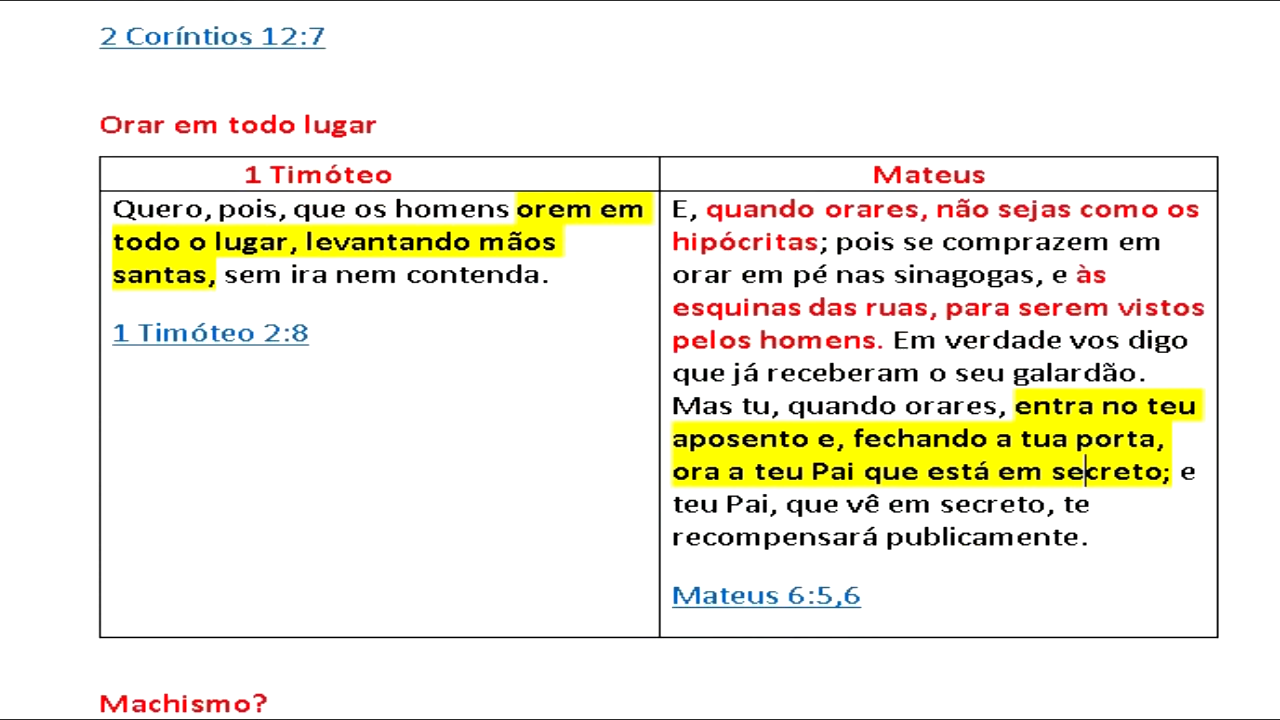 2 Coríntios 12:7
Orar em todo lugar
1 Timóteo
Quero, pois, que os homens orem em
todo o lugar, levantando mãos
santas, sem ira nem contenda.
1 Timóteo 2:8
Mateus
E, quando orares, não sejas como os
hipócritas; pois se comprazem em
orar em pé nas sinagogas, e às
esquinas das ruas, para serem vistos
pelos homens. Em verdade vos digo
que já receberam o seu galardão.
Mas tu, quando orares, entra no teu
aposento e, fechando a tua porta,
ora a teu Pai que está em secreto; e
teu Pai, que vê em secreto, te
recompensará publicamente.
Mateus 6:5,6
Machismo?